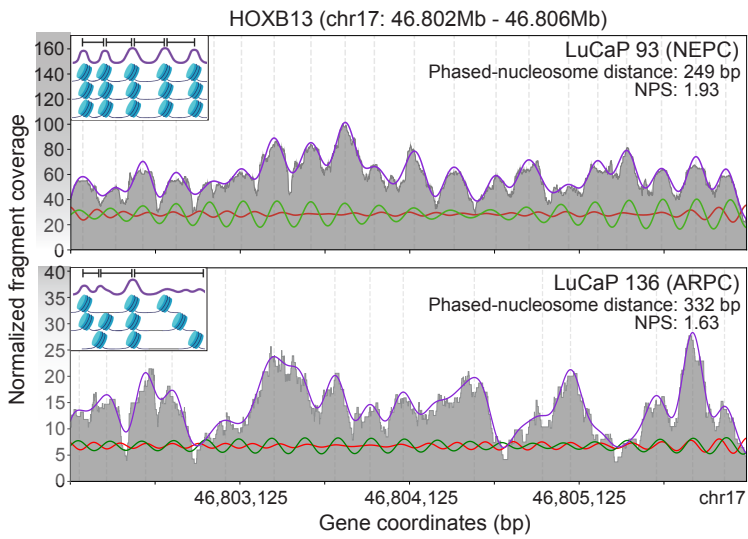 HOXB13 (chr17: 46.802Mb - 46.806Mb)
LuCaP 93 (NEPC)
Phased-nucleosome distance: 249 bp
NPS: 1.93
160
140
120
100
80
60
40
20
0
Normalized fragment coverage
LuCaP 136 (ARPC)
Phased-nucleosome distance: 332 bp
NPS: 1.63
40
35
30
25
20
15
10
5
0
46,803,125 46,804,125 46,805,125 chr17
Gene coordinates (bp)